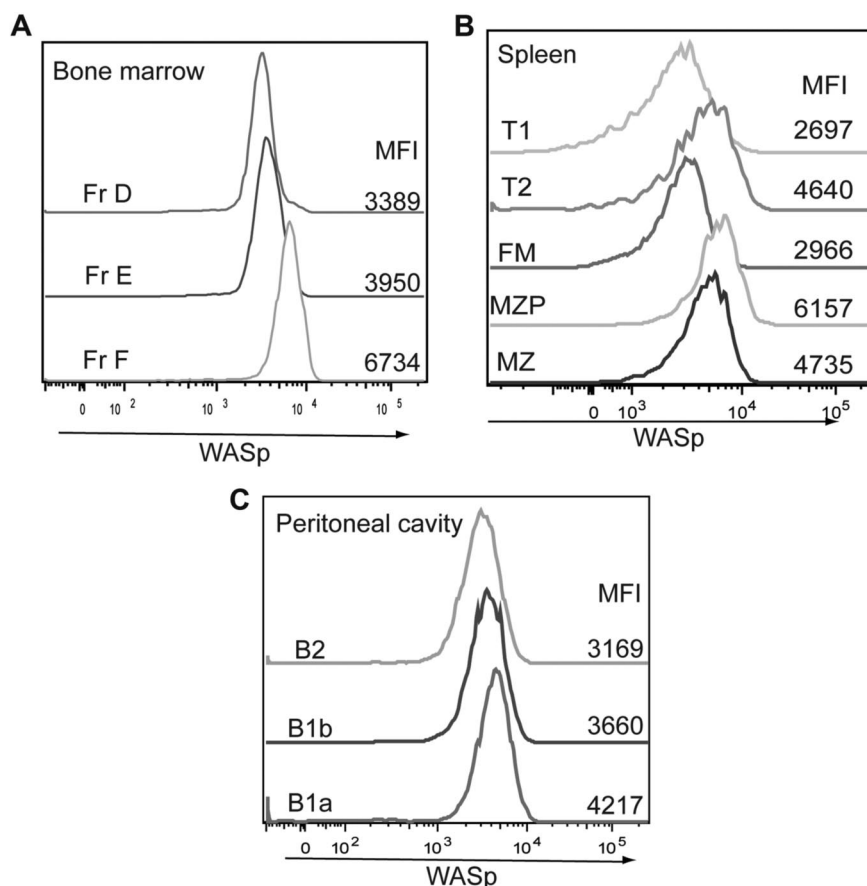 A
Bone marrow
MFI
Fr D 3389
Fr E 3950
Fr F 6734
0 10 2 10 3 10 4 10 5
WASp
B
Spleen
MFI
T1 2697
T2 4640
FM 2966
MZP 6157
MZ 4735
0 10 3 10 4 10 5
WASp
C
Peritoneal cavity
MFI
B2 3169
B1b 3660
B1a 4217
0 10 2 10 3 10 4 10 5
WASp